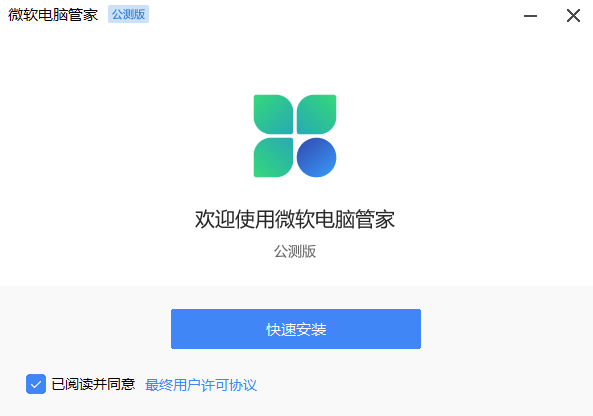 微软电脑管家 公测版
欢迎使用微软电脑管家
公测版
快速安装
已阅读并同意 最终用户许可协议